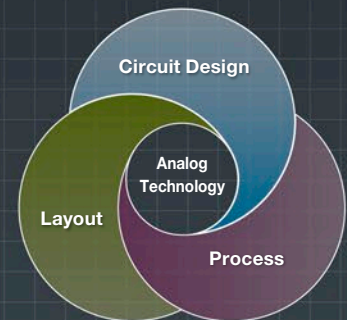 Circuit Design
Analog
Technology
Layout
Process